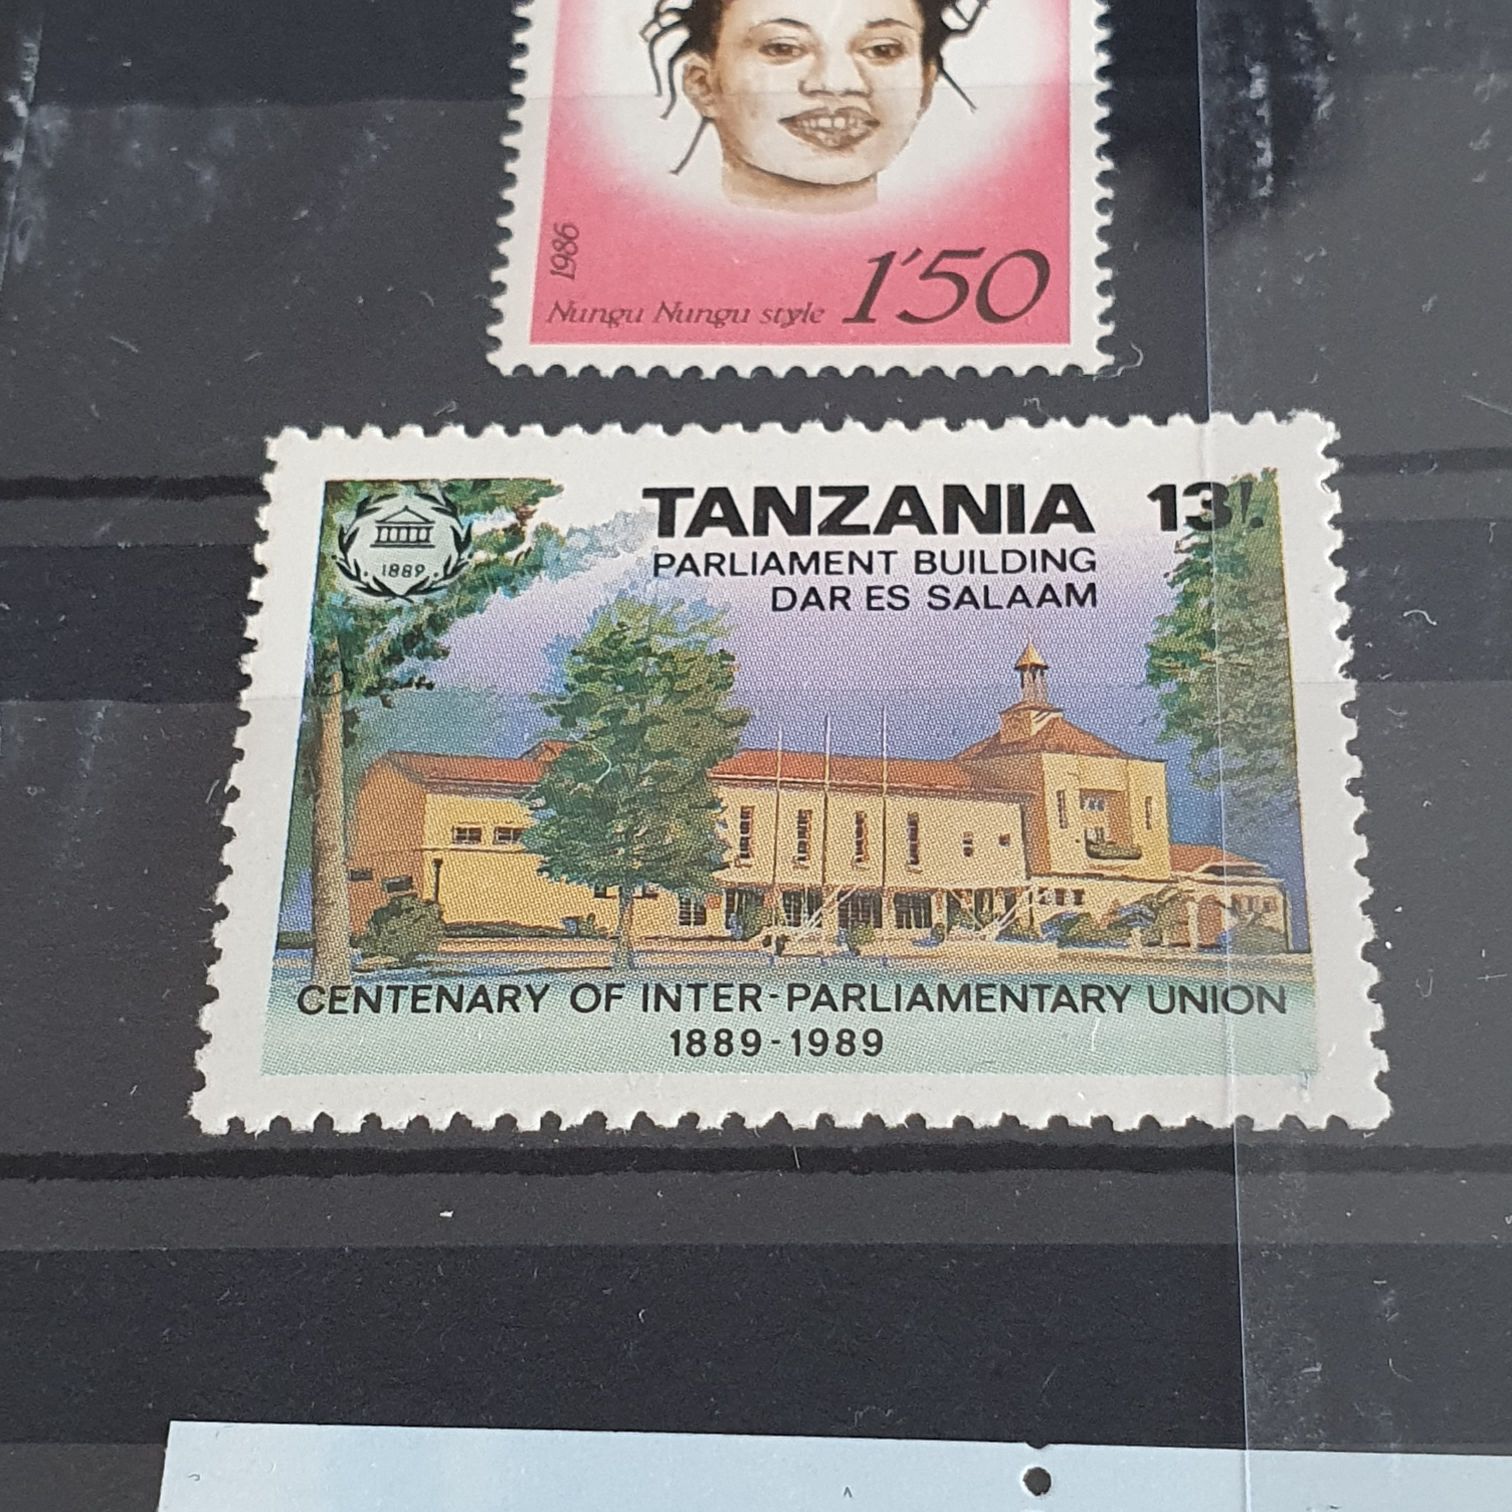 1986
Nungu Nungu style 1'50
TANZANIA 13/.
PARLIAMENT BUILDING
DAR ES SALAAM
1889
CENTENARY OF INTER-PARLIAMENTARY UNION
1889-1989